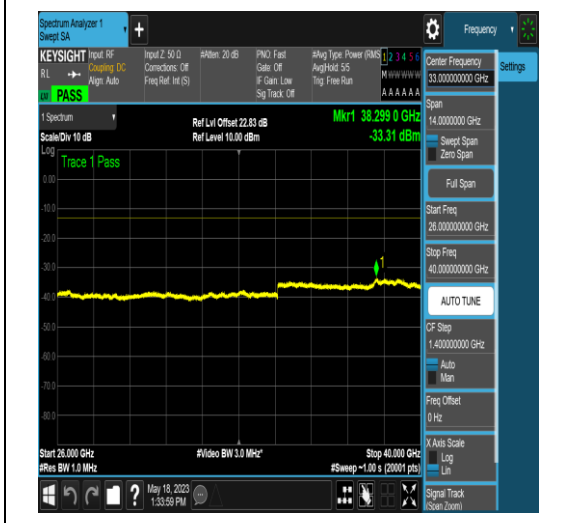 Spectrum Analyzer 1
Swept SA
+
Frequency
KEYSIGHT
RL
PASS
Input: RF
Coupling: DC
Align: Auto
Input Z: 50 Ω
Corrections: Off
Freq Ref: Int (S)
#Atten: 20 dB
PNO: Fast
Gate: Off
IF Gain: Low
Sig Track: Off
#Avg Type: Power (RMS
Avg|Hold: 5/5
Trig: Free Run
1 2 3 4 5 6
M W W W W W
A A A A A A
Center Frequency
33.000000000 GHz
Settings
Span
14.0000000 GHz
Swept Span
Zero Span
Full Span
Start Freq
26.000000000 GHz
Stop Freq
40.000000000 GHz
AUTO TUNE
CF Step
1.400000000 GHz
Auto
Man
Freq Offset
0 Hz
X Axis Scale
Log
Lin
Signal Track
(Span Zoom)
1 Spectrum
Scale/Div 10 dB
Log
Ref Lvl Offset 22.83 dB
Ref Level 10.00 dBm
Mkr1 38.299 0 GHz
-33.31 dBm
Trace 1 Pass
0.00
-10.0
-20.0
-30.0
-40.0
-50.0
-60.0
-70.0
-80.0
1
Start 26.000 GHz
#Res BW 1.0 MHz
#Video BW 3.0 MHz*
Stop 40.000 GHz
#Sweep ~1.00 s (20001 pts)
?
May 18, 2023
1:33:59 PM